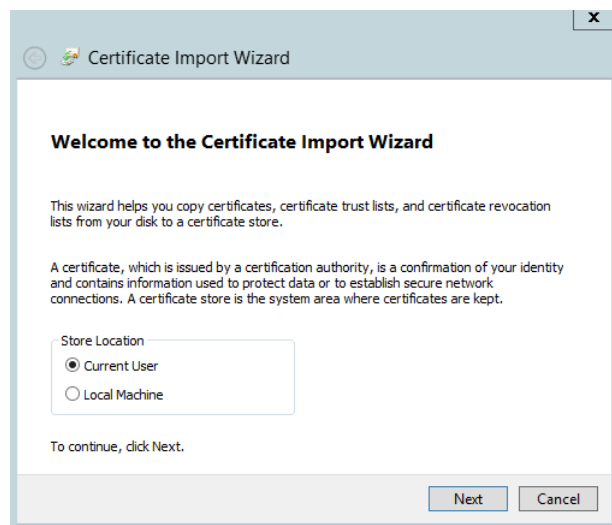 x
Certificate Import Wizard
Welcome to the Certificate Import Wizard
This wizard helps you copy certificates, certificate trust lists, and certificate revocation
lists from your disk to a certificate store.
A certificate, which is issued by a certification authority, is a confirmation of your identity
and contains information used to protect data or to establish secure network
connections. A certificate store is the system area where certificates are kept.
Store Location
Current User
Local Machine
To continue, click Next.
Next Cancel